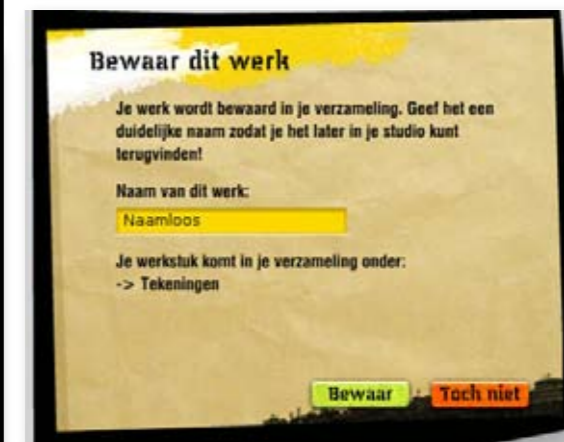 Bewaar dit werk
Je werk wordt bewaard in je verzameling. Geef het een
duidelijke naam zodat je het later in je studio kunt
terugvinden!
Naam van dit werk:
Naamloos
Je werkstuk komt in je verzameling onder:
-> Tekeningen
Bewaar
Toch niet